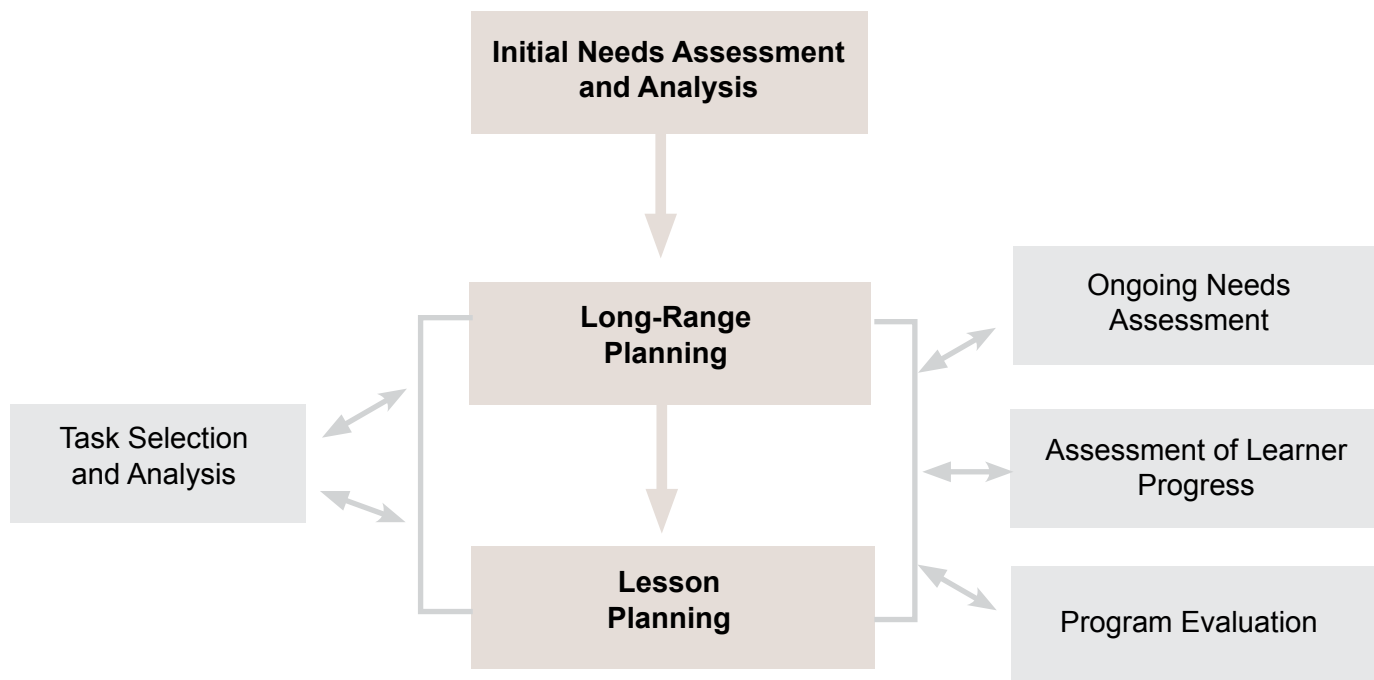 Initial Needs Assessment
and Analysis
Long-Range
Planning
Ongoing Needs
Assessment
Task Selection
and Analysis
Assessment of Learner
Progress
Lesson
Planning
Program Evaluation